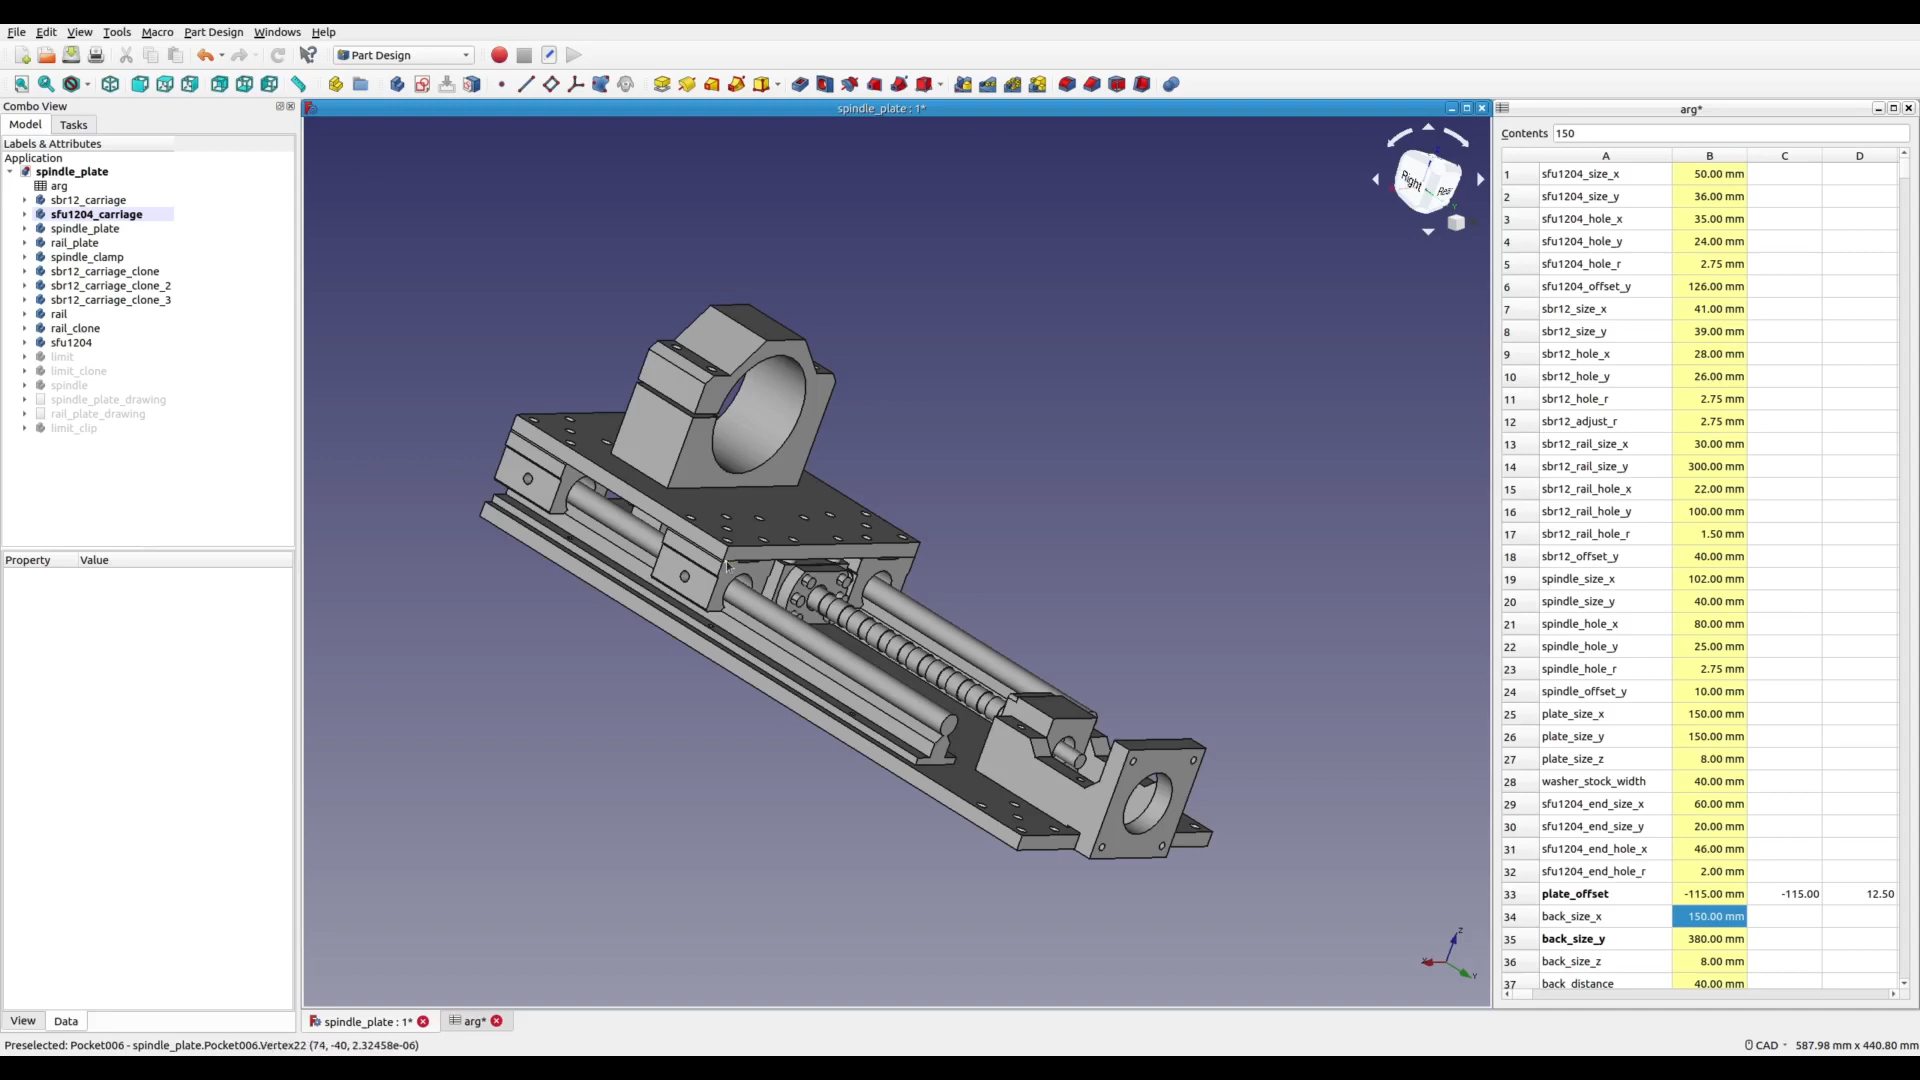 File Edit View Tools Macro Part Design Windows Help
Part Design
Combo View
Model Tasks
Labels & Attributes
Application
spindle_plate
arg
sbr12_carriage
sfu1204_carriage
spindle_plate
rail_plate
spindle_clamp
sbr12_carriage_clone
sbr12_carriage_clone_2
sbr12_carriage_clone_3
rail
rail_clone
sfu1204
limit
limit_clone
spindle
spindle_plate_drawing
rail_plate_drawing
limit_clip
Property Value
View Data
spindle_plate : 1*
Right
Rear
Z
X
Y
spindle_plate : 1* arg*
arg*
Contents 150
A B C D
1 sfu1204_size_x 50.00 mm
2 sfu1204_size_y 36.00 mm
3 sfu1204_hole_x 35.00 mm
4 sfu1204_hole_y 24.00 mm
5 sfu1204_hole_r 2.75 mm
6 sfu1204_offset_y 126.00 mm
7 sbr12_size_x 41.00 mm
8 sbr12_size_y 39.00 mm
9 sbr12_hole_x 28.00 mm
10 sbr12_hole_y 26.00 mm
11 sbr12_hole_r 2.75 mm
12 sbr12_adjust_r 2.75 mm
13 sbr12_rail_size_x 30.00 mm
14 sbr12_rail_size_y 300.00 mm
15 sbr12_rail_hole_x 22.00 mm
16 sbr12_rail_hole_y 100.00 mm
17 sbr12_rail_hole_r 1.50 mm
18 sbr12_offset_y 40.00 mm
19 spindle_size_x 102.00 mm
20 spindle_size_y 40.00 mm
21 spindle_hole_x 80.00 mm
22 spindle_hole_y 25.00 mm
23 spindle_hole_r 2.75 mm
24 spindle_offset_y 10.00 mm
25 plate_size_x 150.00 mm
26 plate_size_y 150.00 mm
27 plate_size_z 8.00 mm
28 washer_stock_width 40.00 mm
29 sfu1204_end_size_x 60.00 mm
30 sfu1204_end_size_y 20.00 mm
31 sfu1204_end_hole_x 46.00 mm
32 sfu1204_end_hole_r 2.00 mm
33 plate_offset -115.00 mm -115.00 12.50
34 back_size_x 150.00 mm
35 back_size_y 380.00 mm
36 back_size_z 8.00 mm
37 back_distance 40.00 mm
Preselected: Pocket006 - spindle_plate.Pocket006.Vertex22 (74, -40, 2.32458e-06)
CAD 587.98 mm x 440.80 mm